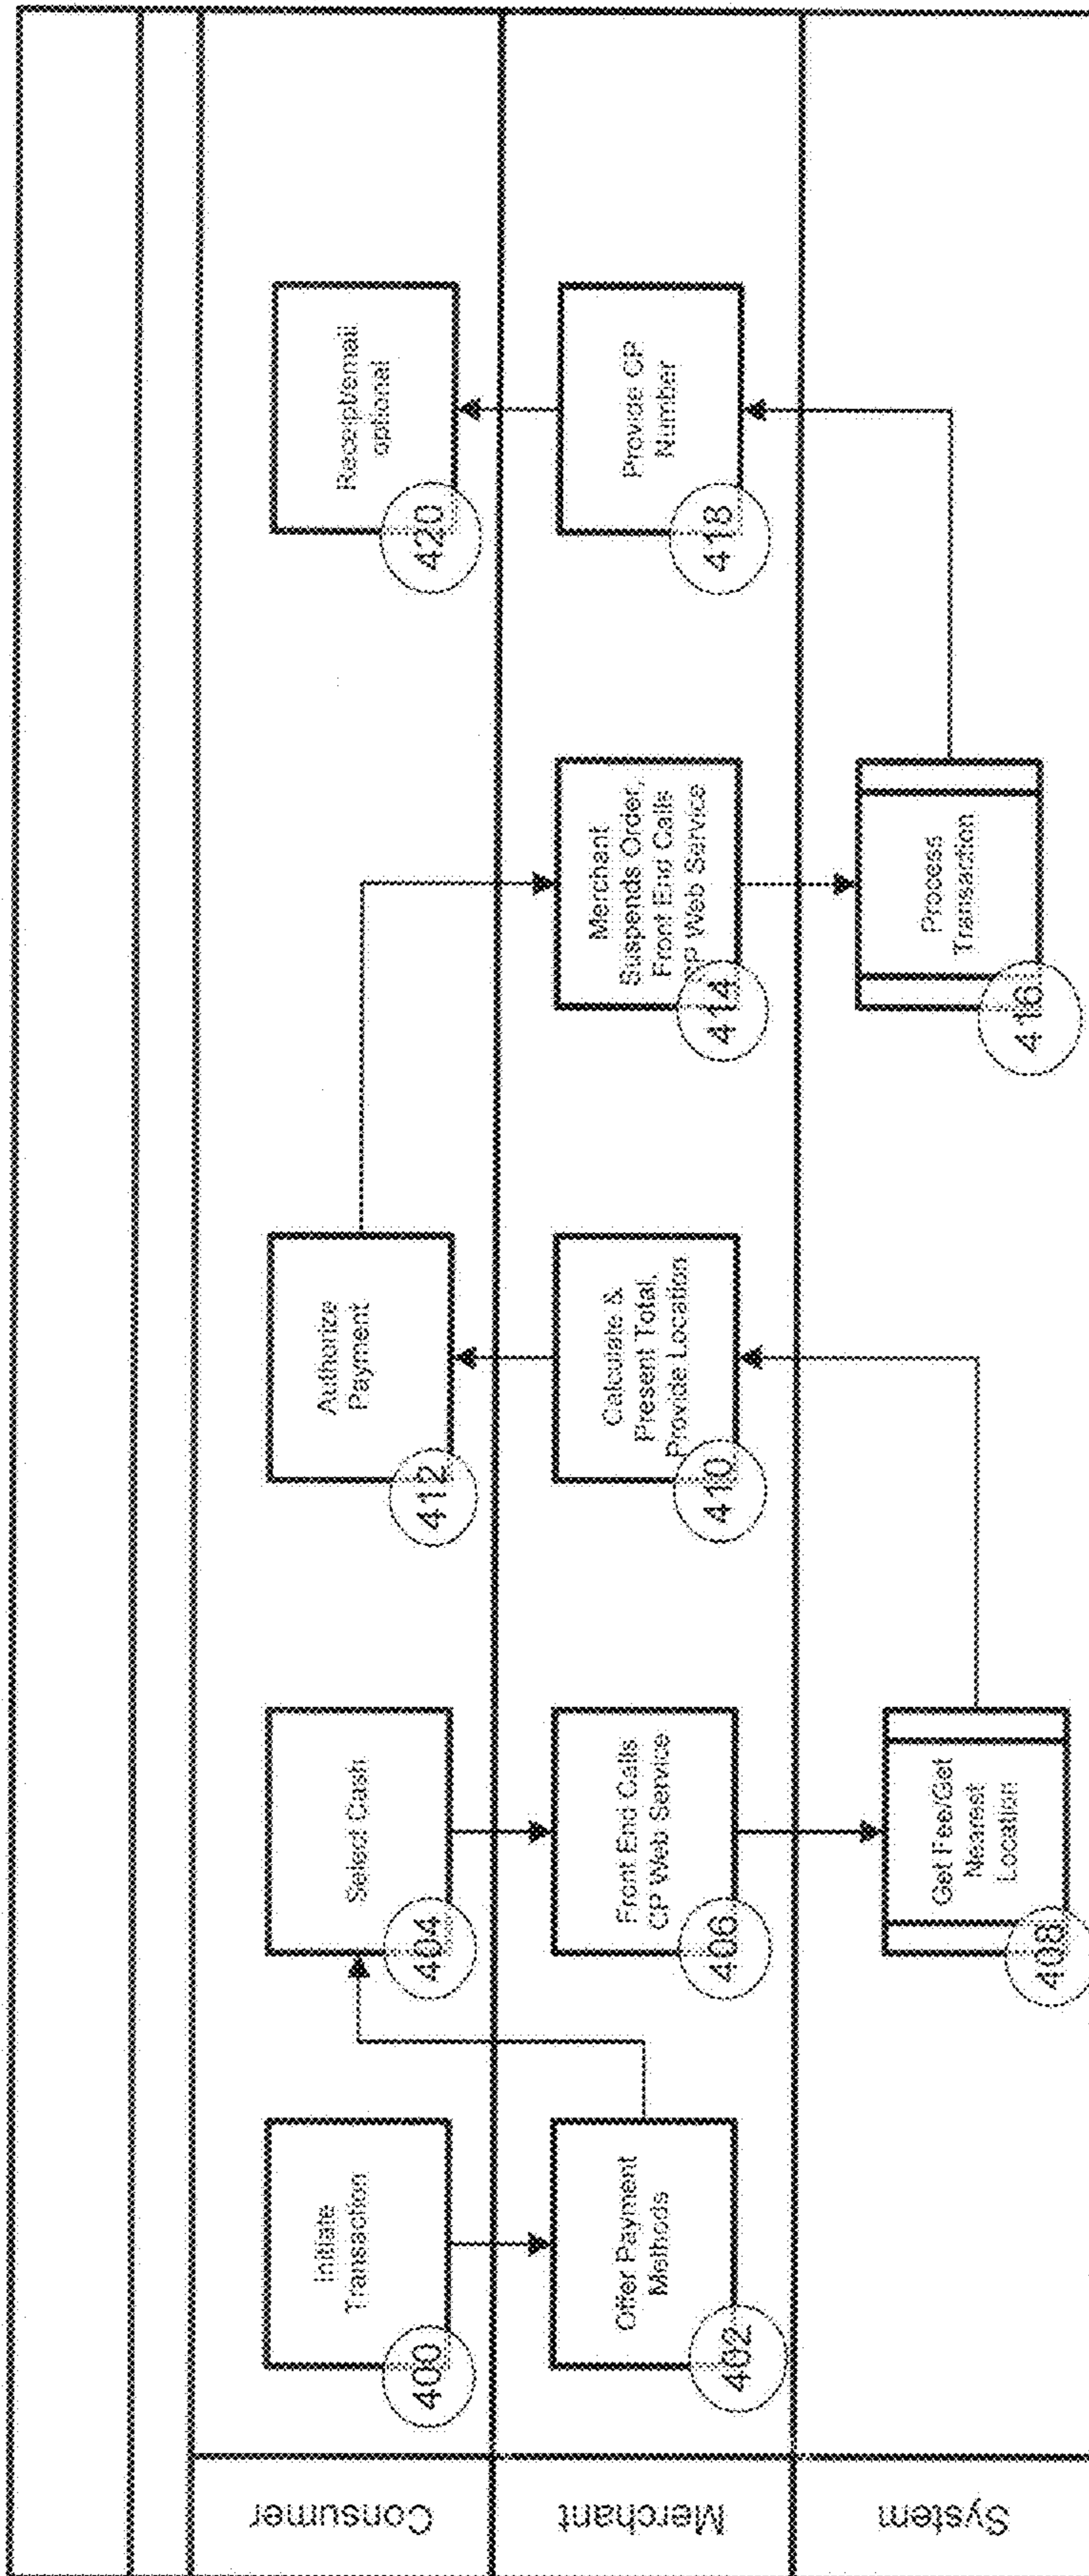 Consumer
Initiate
Transaction
400
Select Cash
404
Authorize
Payment
412
Receipt/email
optional
420
Merchant
Offer Payment
Methods
402
Front End Calls
CP Web Service
406
Calculate &
Present Total,
Provide Location
410
Merchant
Suspends Order,
Front End Calls
CP Web Service
414
Provide CP
Number
418
System
Get Fee/Get
Nearest
Location
408
Process
Transaction
416